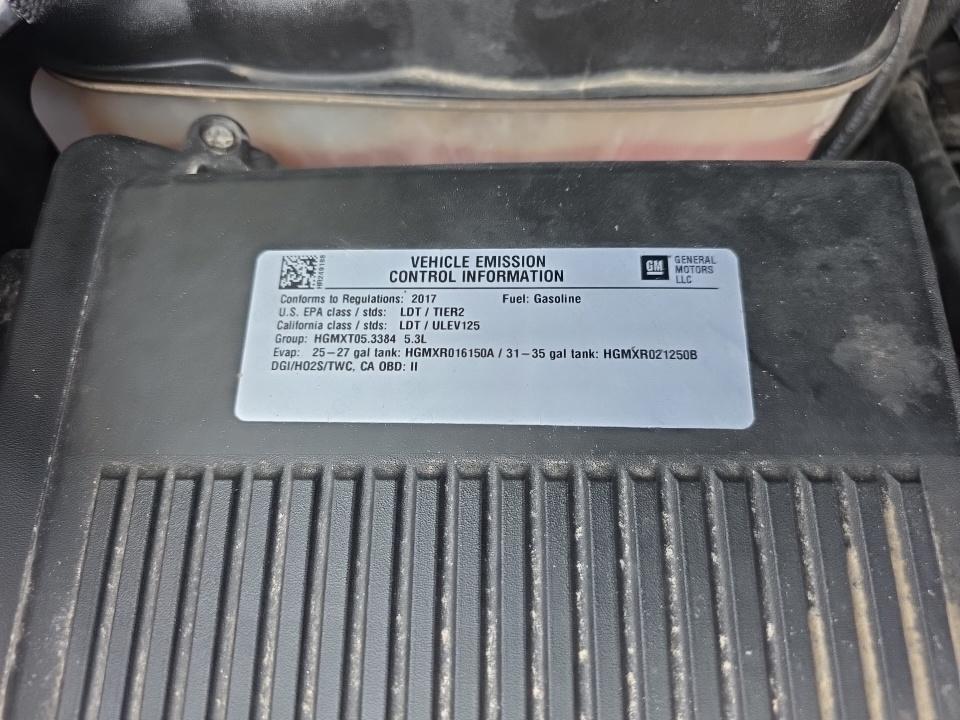 VEHICLE EMISSION
CONTROL INFORMATION
GM
GENERAL
MOTORS
LLC
Conforms to Regulations: 2017 Fuel: Gasoline
U.S. EPA class / stds: LDT / TIER2
California class / stds: LDT / ULEV125
Group: HGMXT05.3384 5.3L
Evap: 25-27 gal tank: HGMXR016150A / 31-35 gal tank: HGMXR021250B
DGI/HO2S/TWC, CA OBD: II